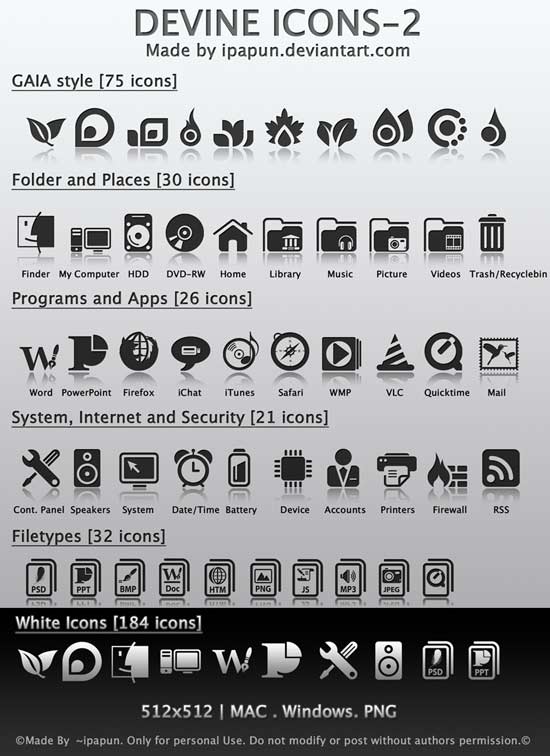 DEVINE ICONS-2
Made by ipapun.deviantart.com
GAIA style [75 icons]
Folder and Places [30 icons]
Finder My Computer HDD DVD-RW Home Library Music Picture Videos Trash/Recyclebin
Programs and Apps [26 icons]
W
Word PowerPoint Firefox iChat iTunes Safari WMP VLC Quicktime Mail
System, Internet and Security [21 icons]
Cont. Panel Speakers System Date/Time Battery Device Accounts Printers Firewall RSS
Filetypes [32 icons]
PSD PPT BMP W Doc HTM PNG JS MP3 JPEG
White Icons [184 icons]
W PSD PPT
512x512 | MAC . Windows. PNG
©Made By ~ipapun. Only for personal Use. Do not modify or post without authors permission.©